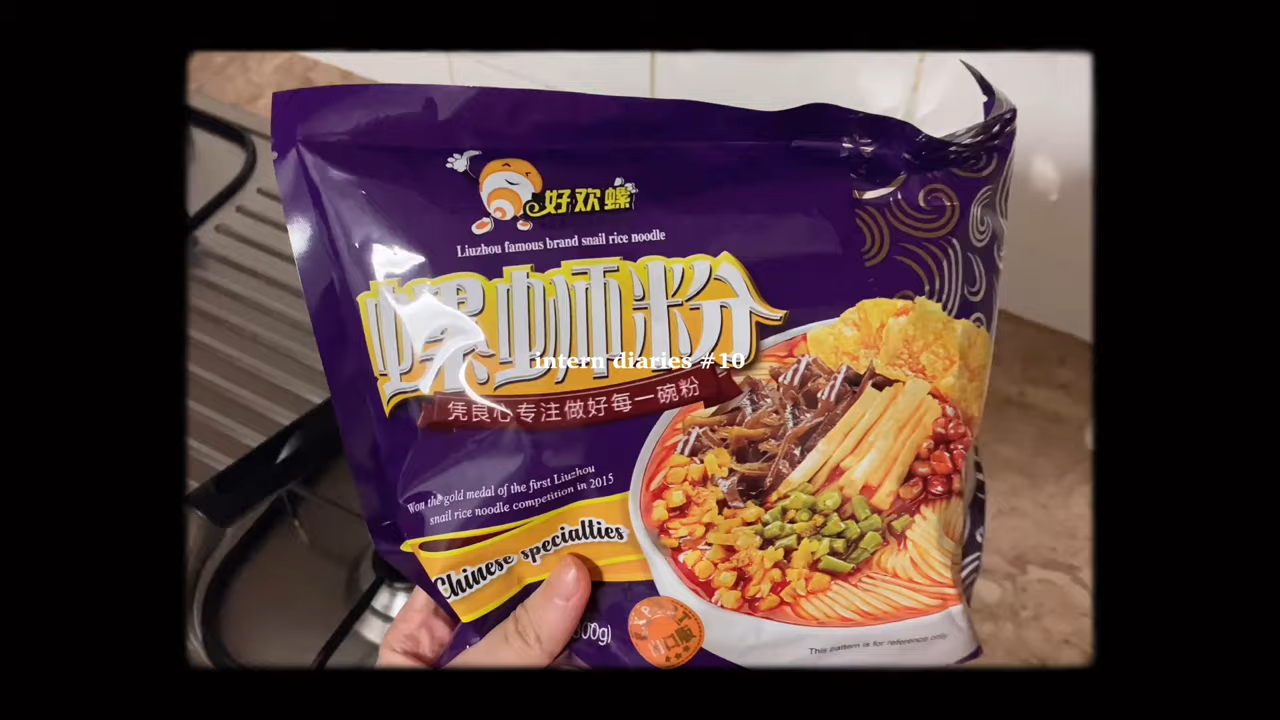 好欢螺
Liuzhou famous brand snail rice noodle
螺蛳粉
intern diaries #10
凭良心专注做好每一碗粉
Won the gold medal of the first Liuzhou
snail rice noodle competition in 2015
Chinese specialties
00g)
This pattern is for reference only